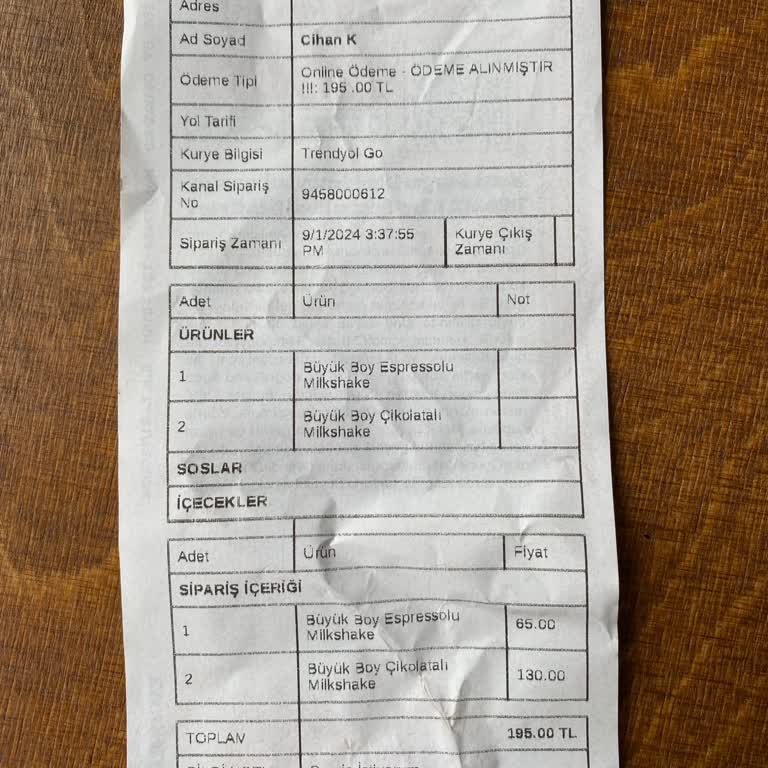 Adres
Ad Soyad Cihan K
Ödeme Tipi Online Ödeme - ÖDEME ALINMIŞTIR
!!!: 195 .00 TL
Yol Tarifi
Kurye Bilgisi Trendyol Go
Kanal Sipariş
No 9458000612
Sipariş Zamanı 9/1/2024 3:37:55
PM Kurye Çıkış
Zamanı
Adet Ürün Not
ÜRÜNLER
1 Büyük Boy Espressolu
Milkshake
2 Büyük Boy Çikolatalı
Milkshake
SOSLAR
İÇECEKLER
Adet Ürün Fiyat
SİPARİŞ İÇERİĞİ
1 Büyük Boy Espressolu
Milkshake 65.00
2 Büyük Boy Çikolatalı
Milkshake 130.00
TOPLAM 195.00 TL